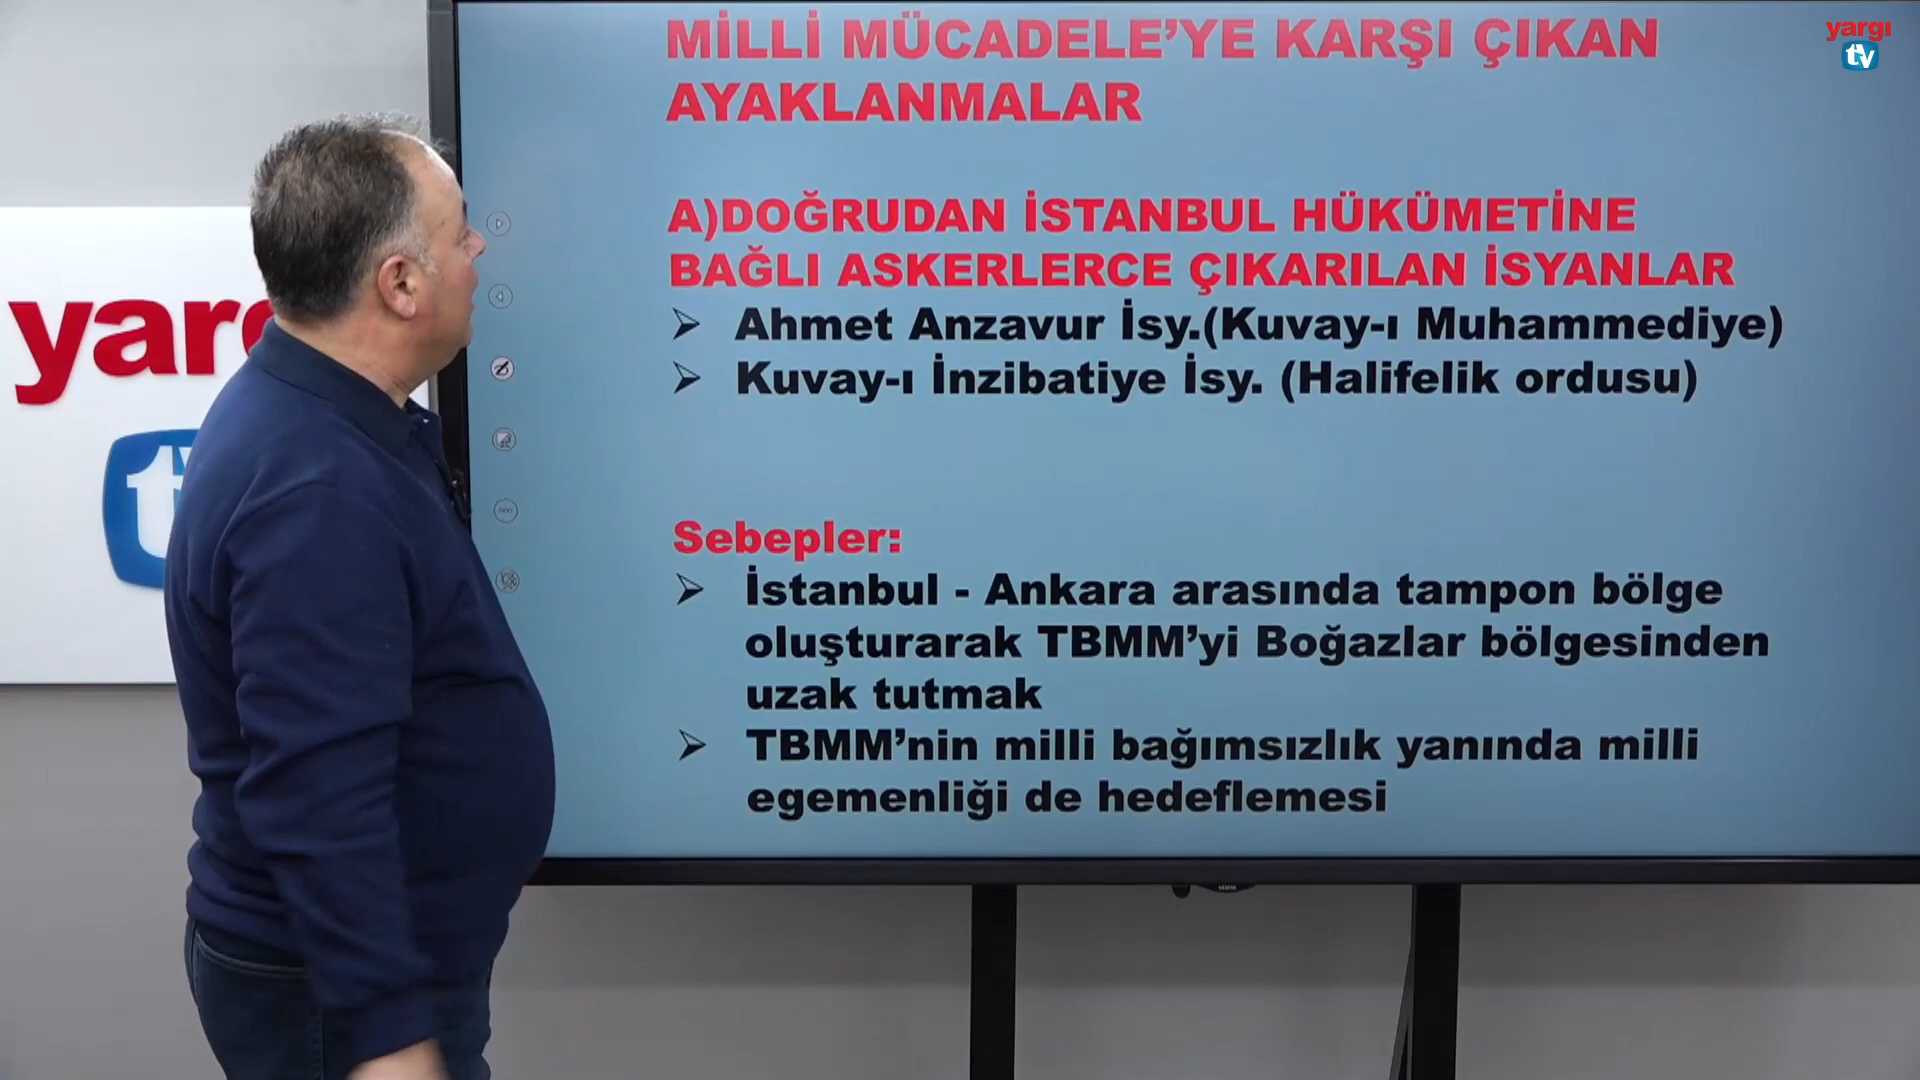 MİLLİ MÜCADELE'YE KARŞI ÇIKAN
AYAKLANMALAR
A)DOĞRUDAN İSTANBUL HÜKÜMETİNE
BAĞLI ASKERLERCE ÇIKARILAN İSYANLAR
➢ Ahmet Anzavur İsy.(Kuvay-ı Muhammediye)
➢ Kuvay-ı İnzibatiye İsy. (Halifelik ordusu)
Sebepler:
➢ İstanbul - Ankara arasında tampon bölge
oluşturarak TBMM'yi Boğazlar bölgesinden
uzak tutmak
➢ TBMM'nin milli bağımsızlık yanında milli
egemenliği de hedeflemesi
yargı
tv
yarg
t